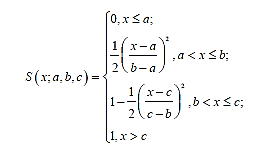 0, x ≤ a;
1/2 ( (x − a)/(b − a) )², a < x ≤ b;
S(x; a, b, c) = {
1 − 1/2 ( (x − c)/(c − b) )², b < x ≤ c;
1, x > c